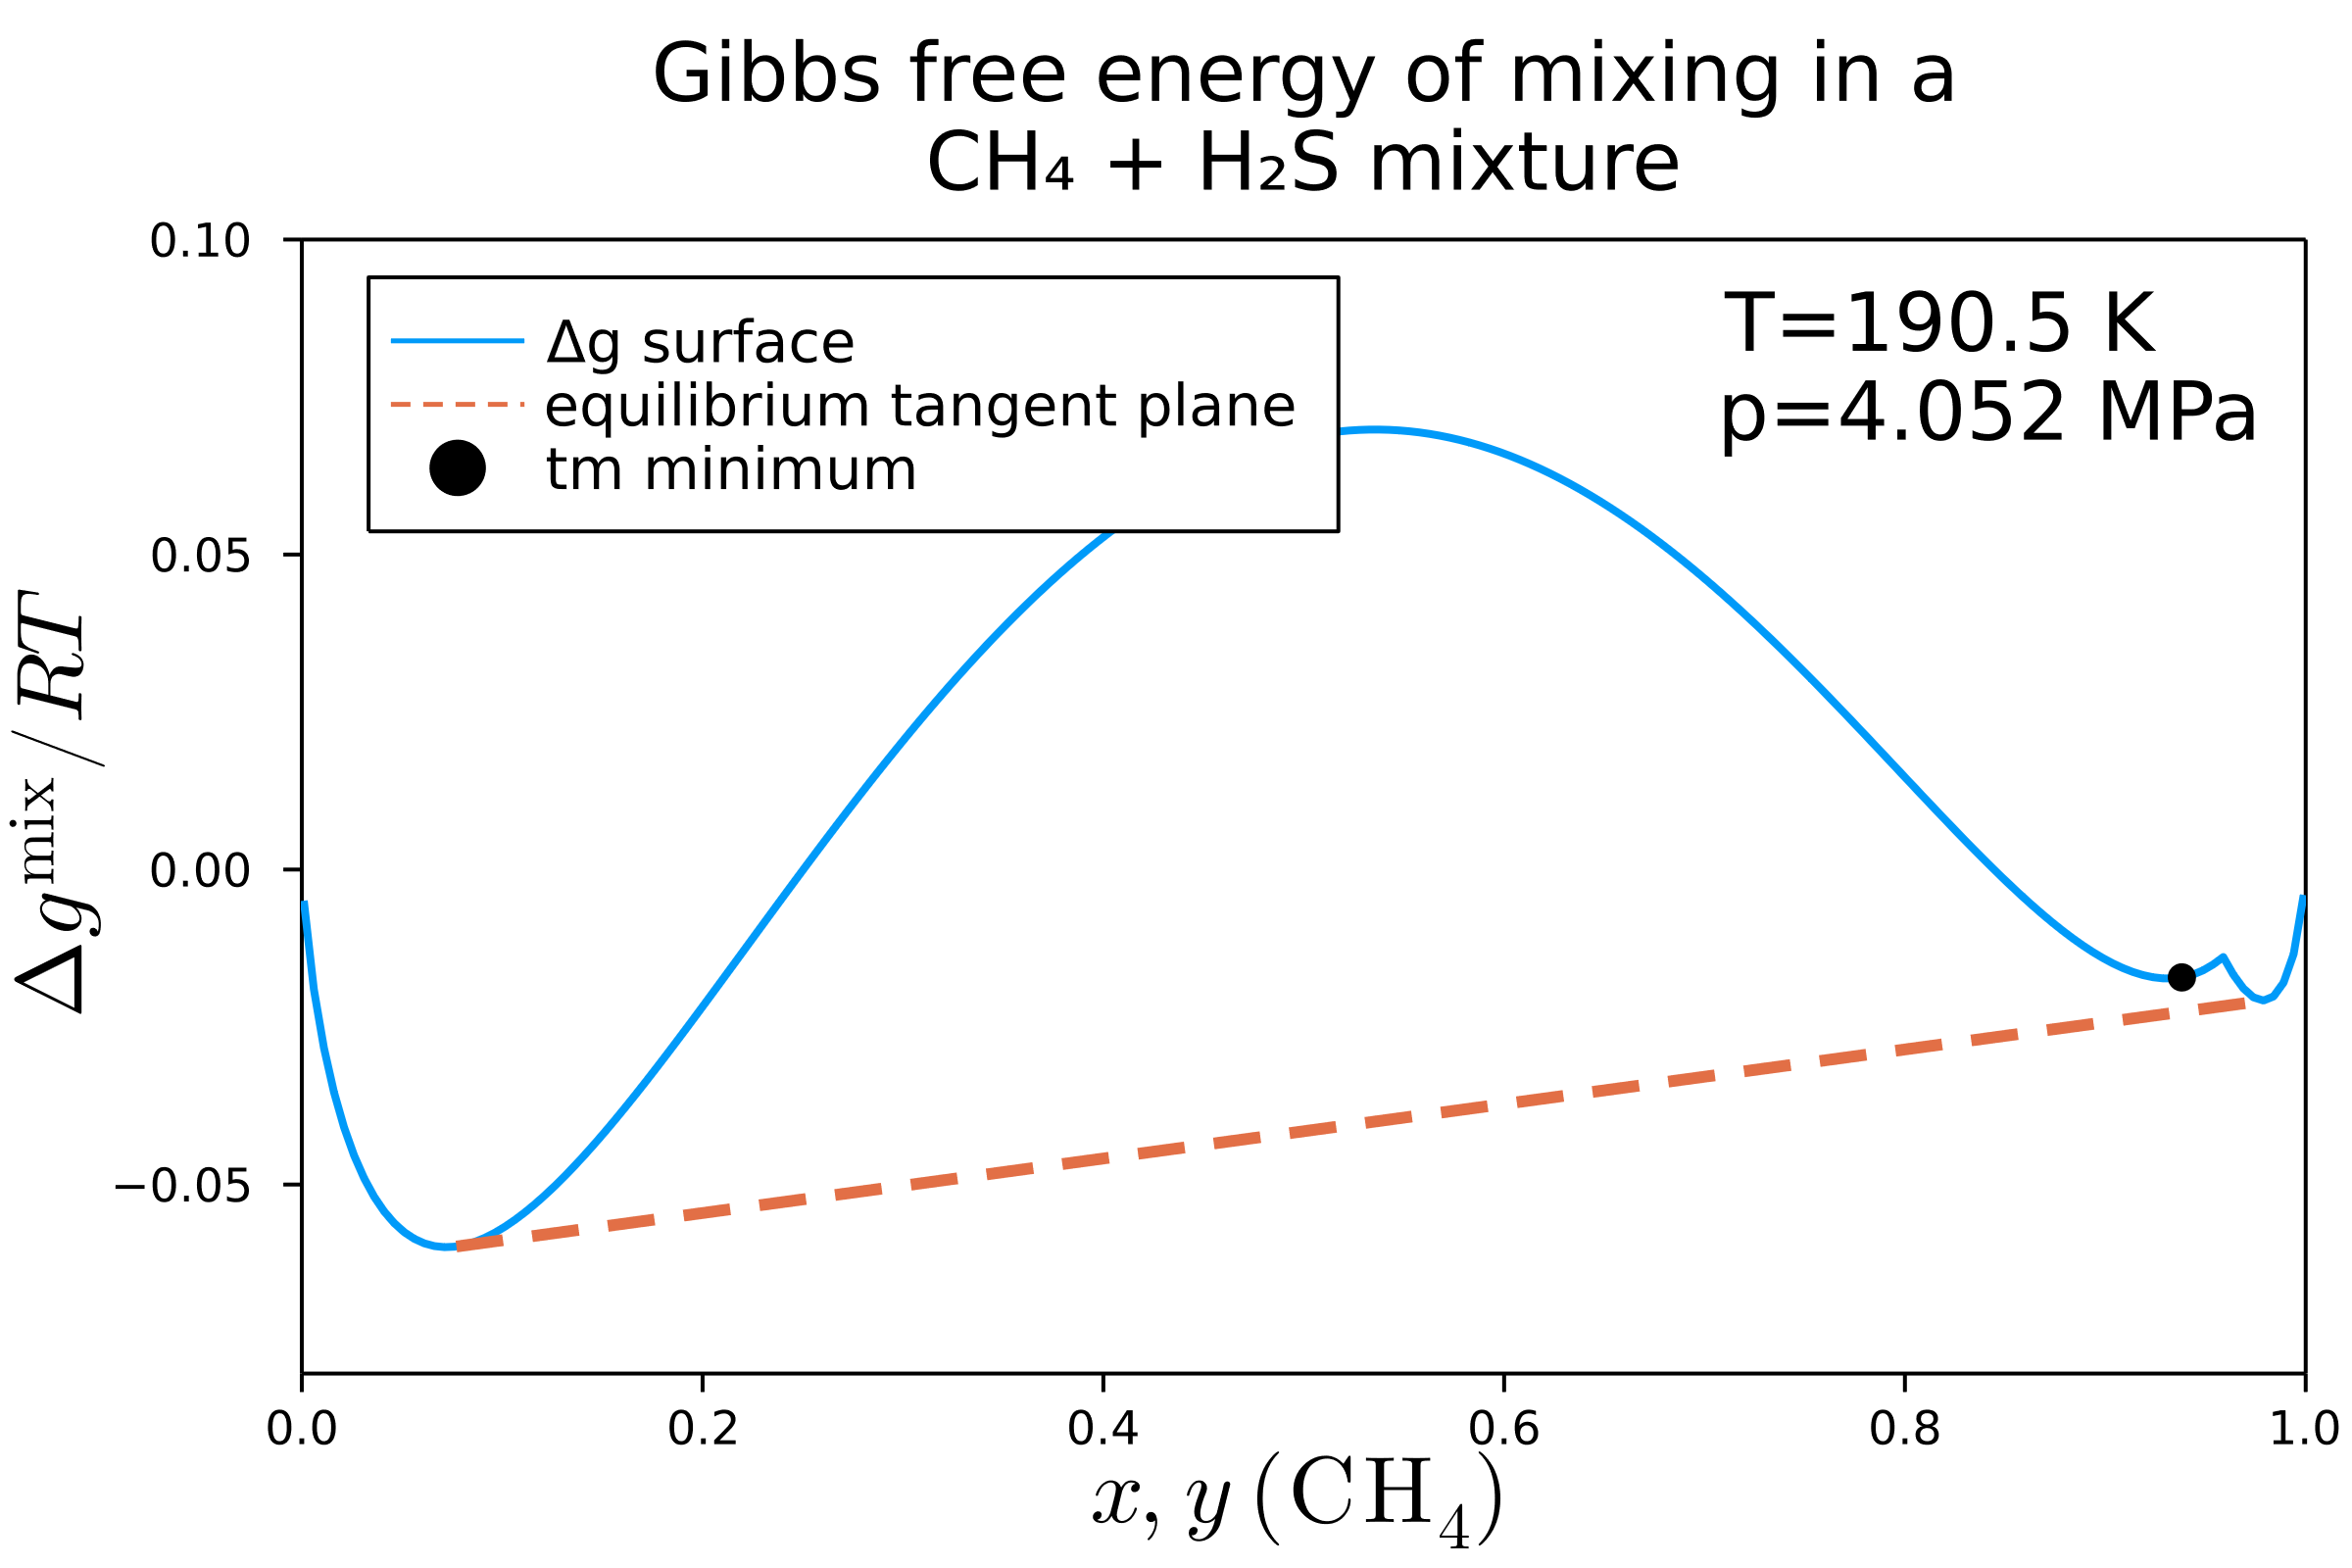 Gibbs free energy of mixing in a
CH₄ + H₂S mixture
Δg surface
equilibrium tangent plane
tm minimum
T=190.5 K
p=4.052 MPa
0.10
0.05
0.00
−0.05
Δgᵐⁱˣ/RT
0.0 0.2 0.4 0.6 0.8 1.0
x, y (CH₄)